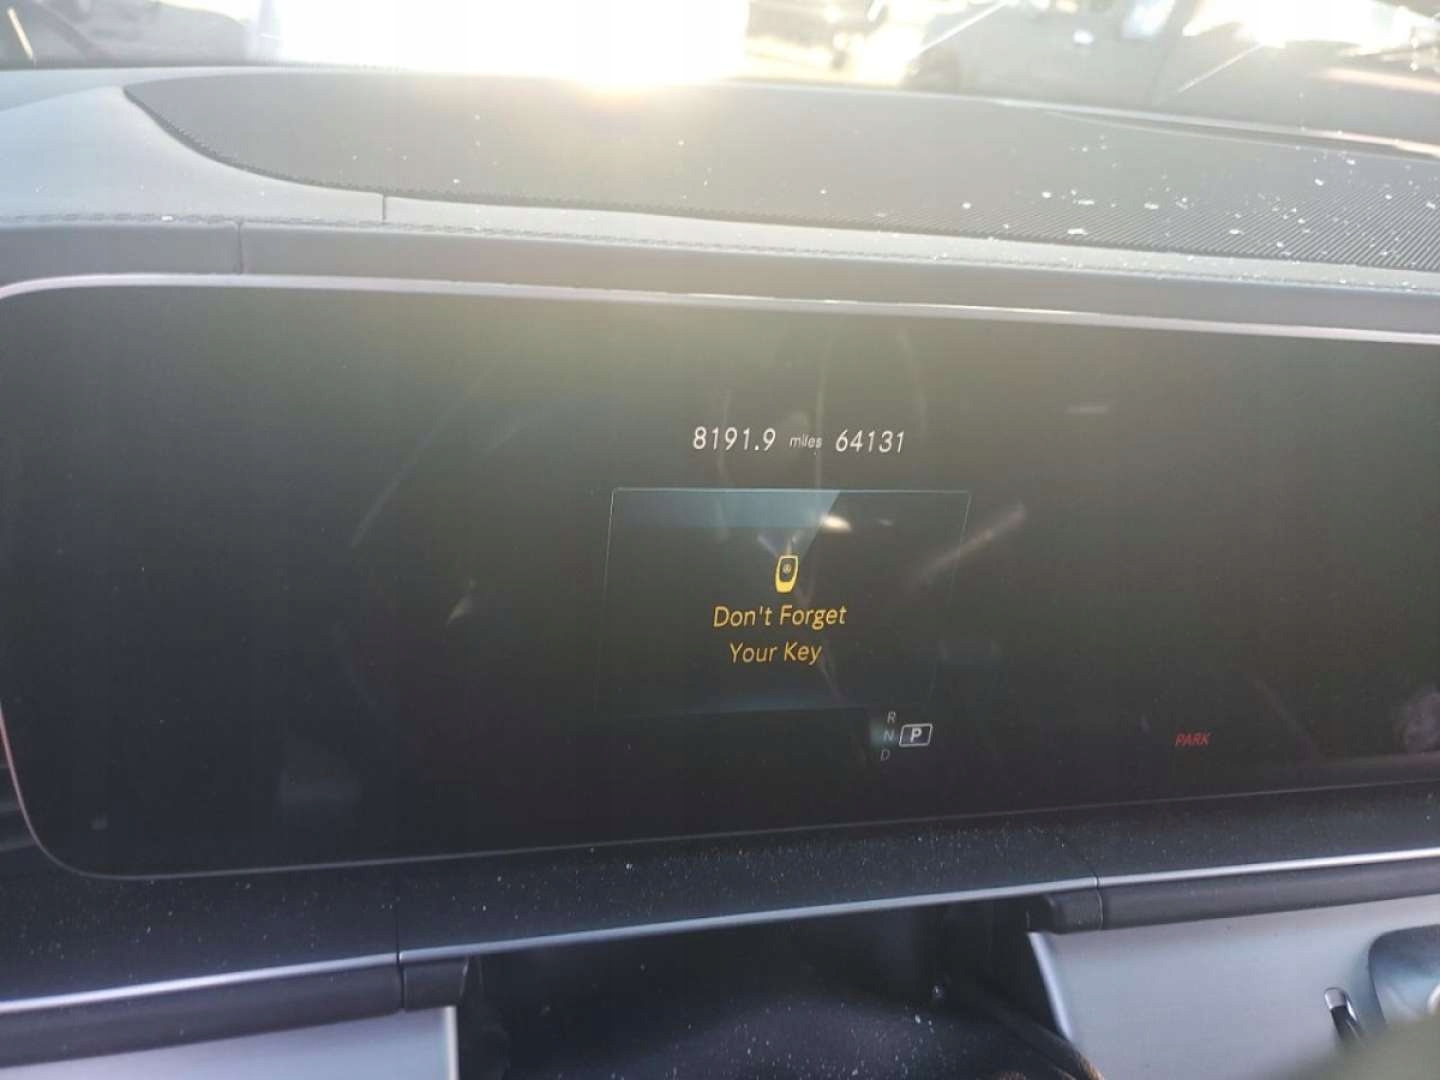 8191.9 miles 64131
Don't Forget
Your Key
R
N P
D
PARK